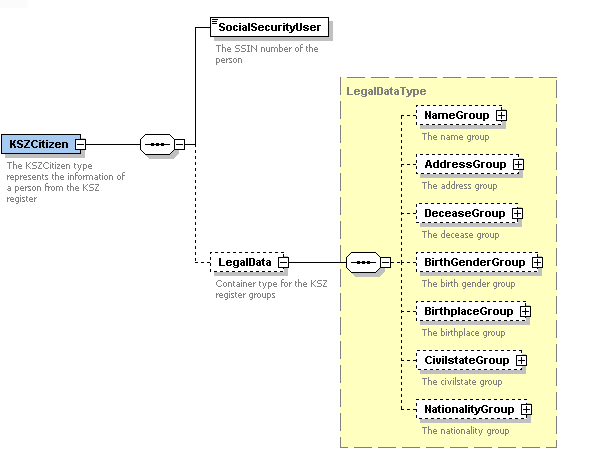 SocialSecurityUser
The SSIN number of the
person
LegalDataType
NameGroup
The name group
KSZCitizen
The KSZCitizen type
represents the information of
a person from the KSZ
register
AddressGroup
The address group
DeceaseGroup
The decease group
LegalData
Container type for the KSZ
register groups
BirthGenderGroup
The birth gender group
BirthplaceGroup
The birthplace group
CivilstateGroup
The civilstate group
NationalityGroup
The nationality group